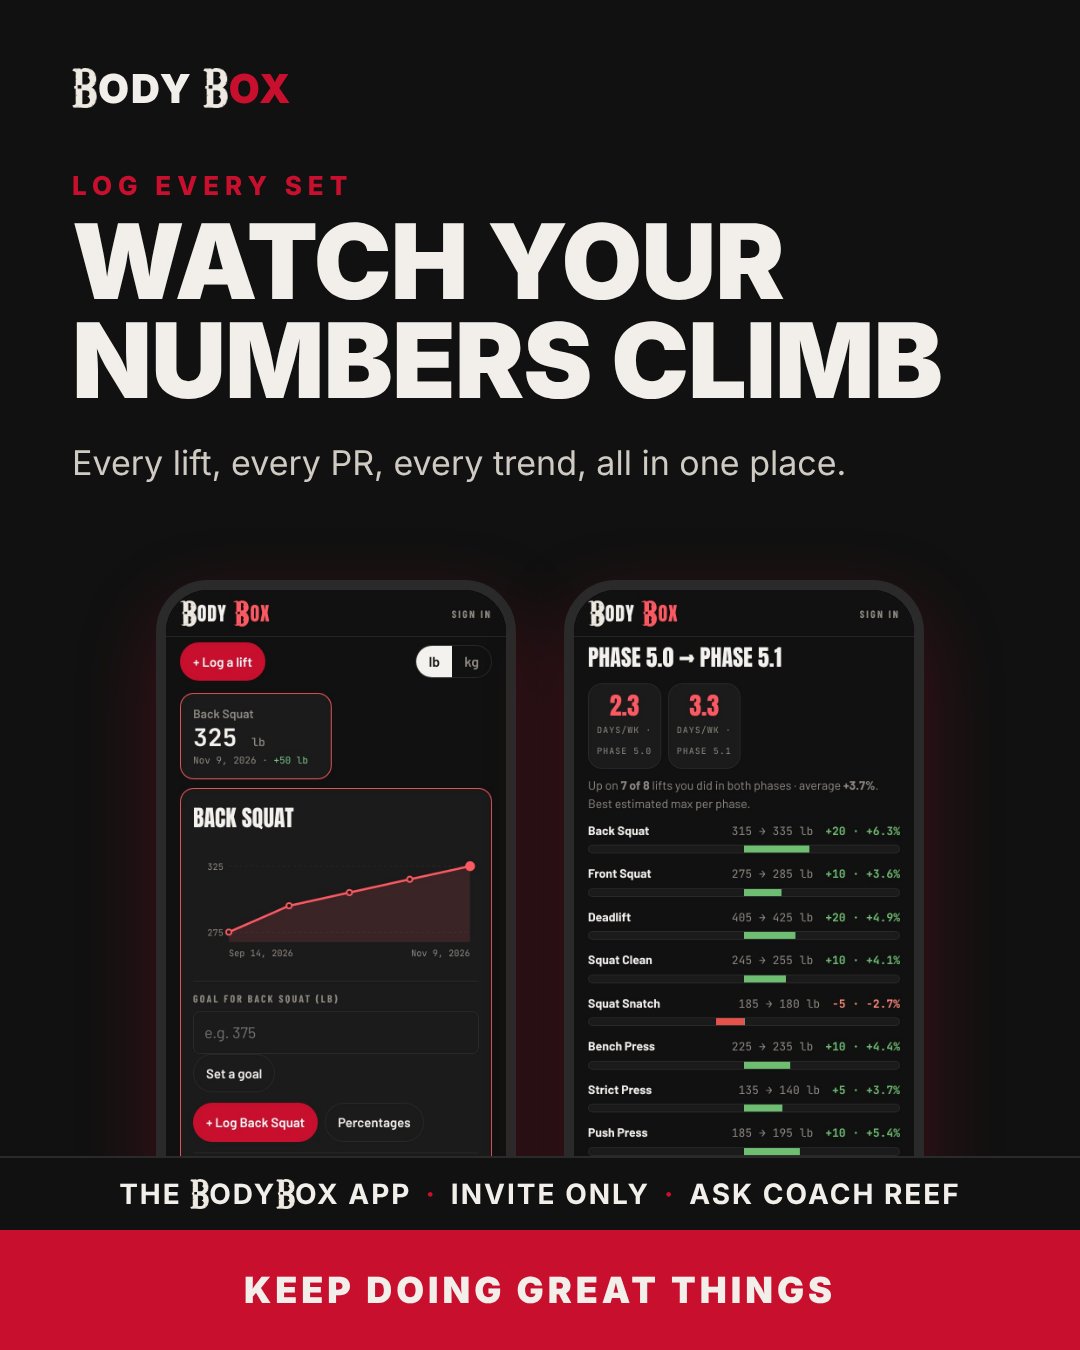 BODY BOX
LOG EVERY SET
WATCH YOUR
NUMBERS CLIMB
Every lift, every PR, every trend, all in one place.
BODY BOX
SIGN IN
+ Log a lift
lb kg
Back Squat
325 lb
Nov 9, 2026 · +50 lb
BACK SQUAT
325
275
Sep 14, 2026 Nov 9, 2026
GOAL FOR BACK SQUAT (LB)
e.g. 375
Set a goal
+ Log Back Squat Percentages
BODY BOX
SIGN IN
PHASE 5.0 → PHASE 5.1
2.3 3.3
DAYS/WK · DAYS/WK ·
PHASE 5.0 PHASE 5.1
Up on 7 of 8 lifts you did in both phases · average +3.7%.
Best estimated max per phase.
Back Squat 315 → 335 lb +20 · +6.3%
Front Squat 275 → 285 lb +10 · +3.6%
Deadlift 405 → 425 lb +20 · +4.9%
Squat Clean 245 → 255 lb +10 · +4.1%
Squat Snatch 185 → 180 lb -5 · -2.7%
Bench Press 225 → 235 lb +10 · +4.4%
Strict Press 135 → 140 lb +5 · +3.7%
Push Press 185 → 195 lb +10 · +5.4%
THE BODYBOX APP · INVITE ONLY · ASK COACH REEF
KEEP DOING GREAT THINGS